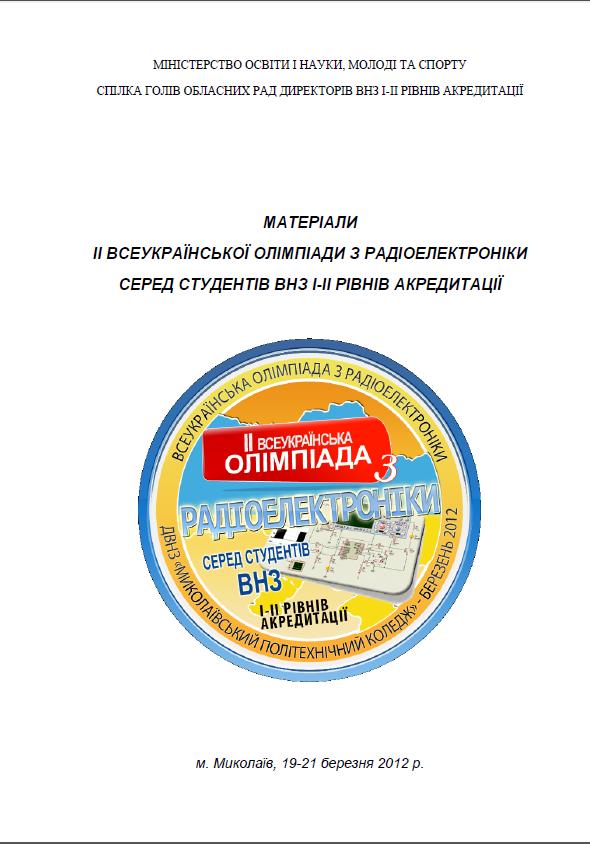 МІНІСТЕРСТВО ОСВІТИ І НАУКИ, МОЛОДІ ТА СПОРТУ
СПІЛКА ГОЛІВ ОБЛАСНИХ РАД ДИРЕКТОРІВ ВНЗ І-ІІ РІВНІВ АКРЕДИТАЦІЇ
МАТЕРІАЛИ
ІІ ВСЕУКРАЇНСЬКОЇ ОЛІМПІАДИ З РАДІОЕЛЕКТРОНІКИ
СЕРЕД СТУДЕНТІВ ВНЗ І-ІІ РІВНІВ АКРЕДИТАЦІЇ
ВСЕУКРАЇНСЬКА ОЛІМПІАДА З РАДІОЕЛЕКТРОНІКИ
ІІ ВСЕУКРАЇНСЬКА
ОЛІМПІАДА
З
РАДІОЕЛЕКТРОНІКИ
СЕРЕД СТУДЕНТІВ
ВНЗ
І-ІІ РІВНІВ
АКРЕДИТАЦІЇ
ДВНЗ «МИКОЛАЇВСЬКИЙ ПОЛІТЕХНІЧНИЙ КОЛЕДЖ» - БЕРЕЗЕНЬ 2012
м. Миколаїв, 19-21 березня 2012 р.